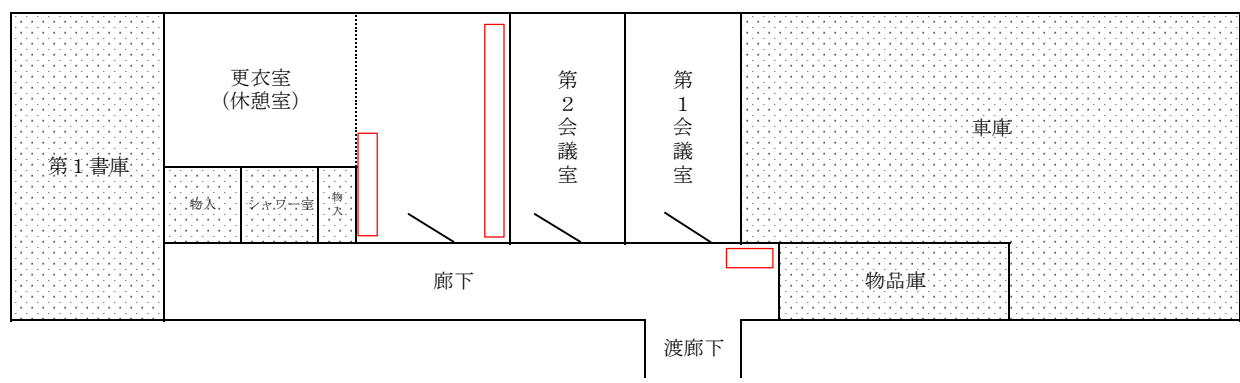 更衣室
（休憩室）
第２会議室
第１会議室
車庫
第１書庫
物入
シャワー室
物入
廊下
物品庫
渡廊下